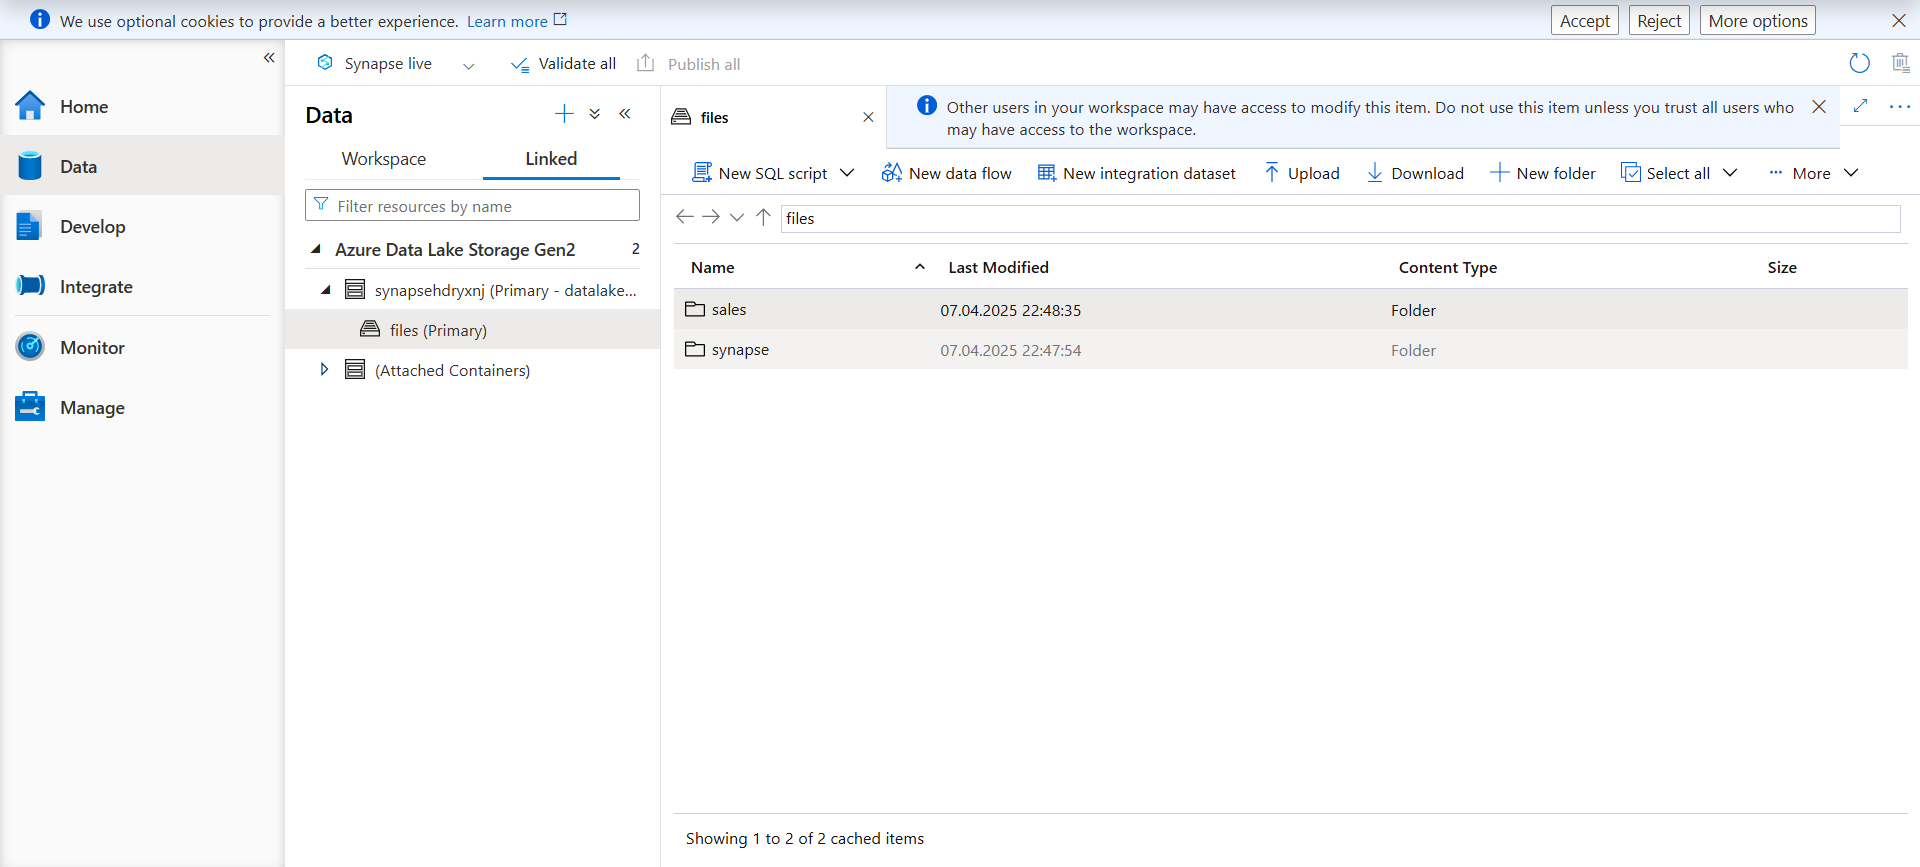 We use optional cookies to provide a better experience. Learn more
Accept
Reject
More options
Synapse live
Validate all
Publish all
Home
Data
Develop
Integrate
Monitor
Manage
Data
Workspace
Linked
Filter resources by name
Azure Data Lake Storage Gen2 2
synapsehdryxnj (Primary - datalake...
files (Primary)
(Attached Containers)
files
Other users in your workspace may have access to modify this item. Do not use this item unless you trust all users who
may have access to the workspace.
New SQL script
New data flow
New integration dataset
Upload
Download
New folder
Select all
More
files
Name Last Modified Content Type Size
sales 07.04.2025 22:48:35 Folder
synapse 07.04.2025 22:47:54 Folder
Showing 1 to 2 of 2 cached items